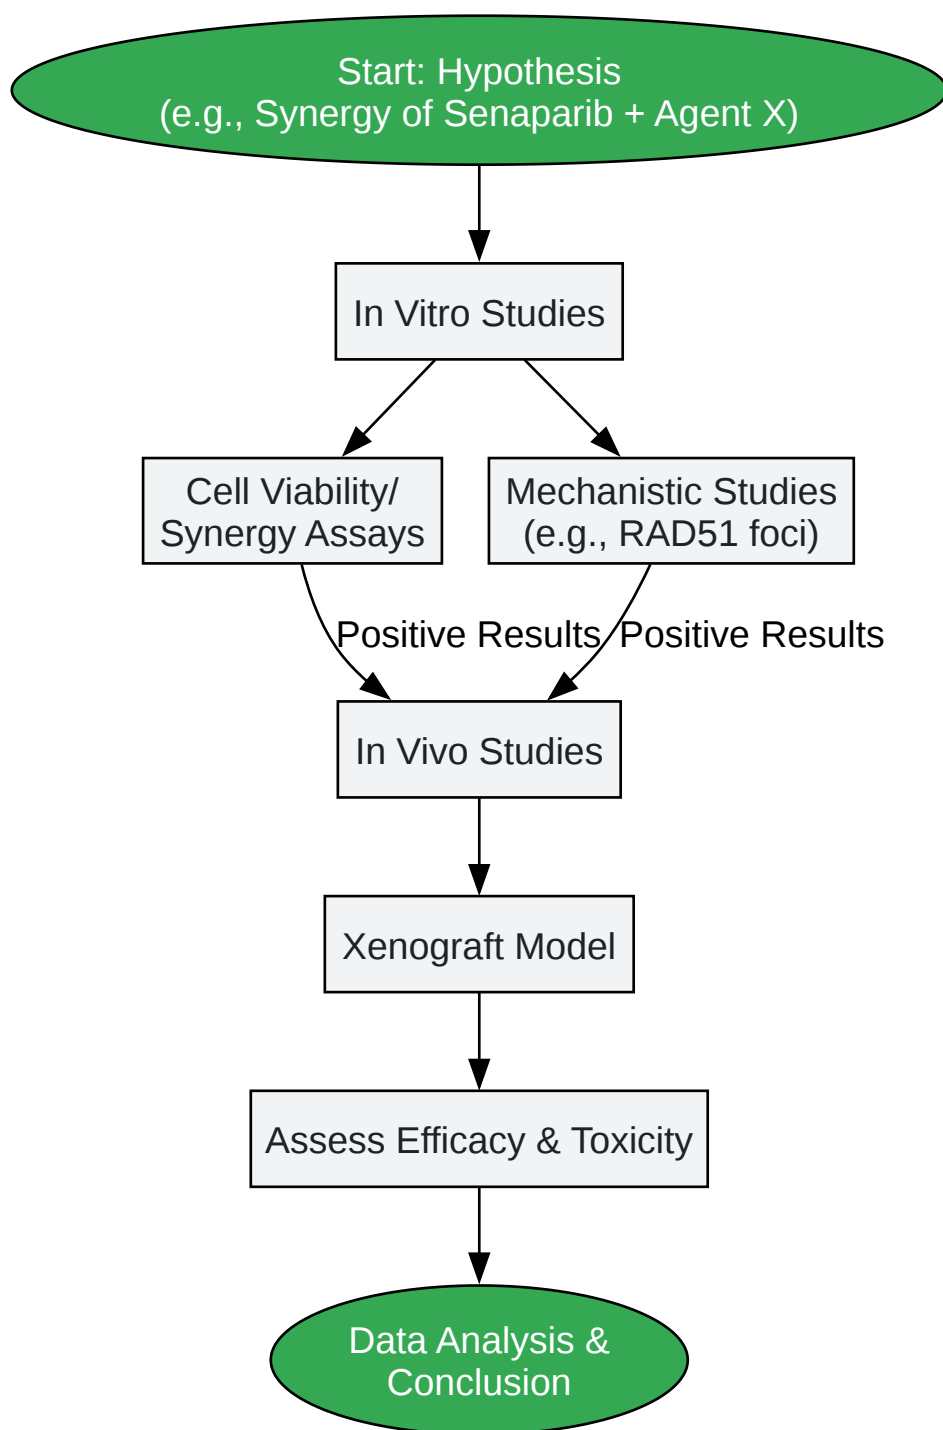 Start: Hypothesis
(e.g., Synergy of Senaparib + Agent X)
In Vitro Studies
Cell Viability/
Synergy Assays
Mechanistic Studies
(e.g., RAD51 foci)
Positive Results
Positive Results
In Vivo Studies
Xenograft Model
Assess Efficacy & Toxicity
Data Analysis &
Conclusion